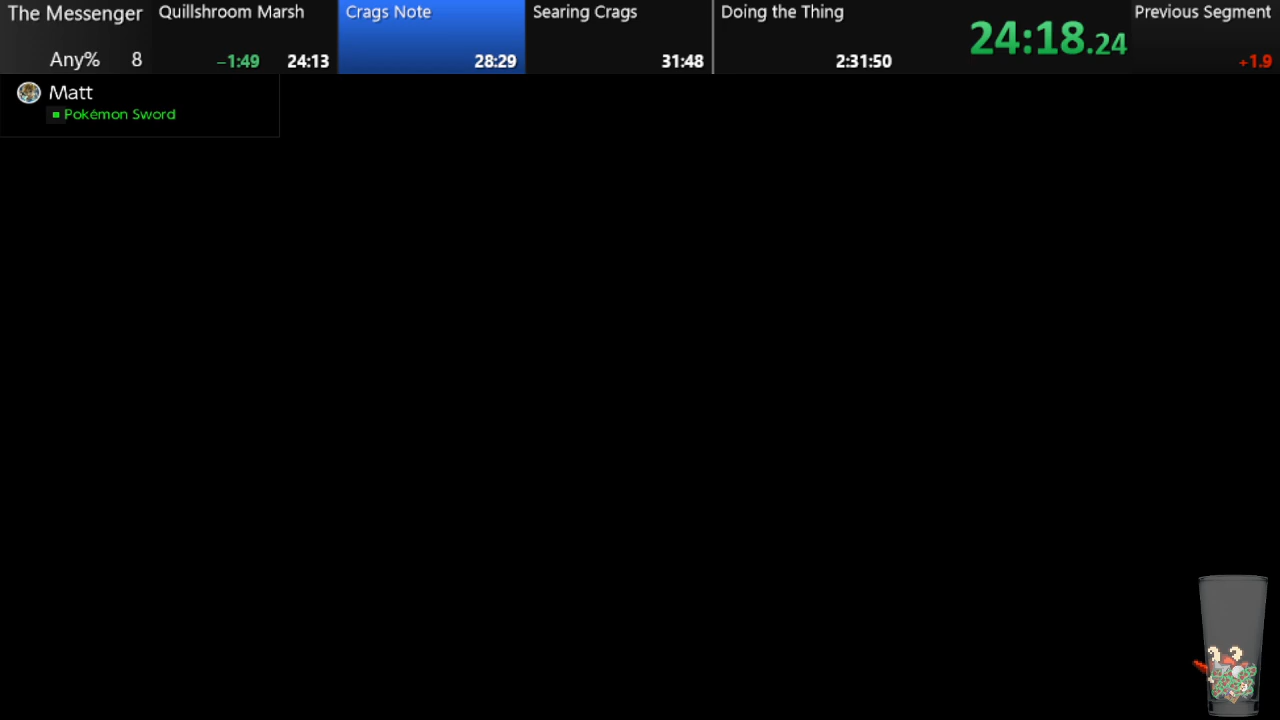 The Messenger
Any% 8
Quillshroom Marsh
−1:49 24:13
Crags Note
28:29
Searing Crags
31:48
Doing the Thing
2:31:50
24:18.24
Previous Segment
+1.9
Matt
Pokémon Sword